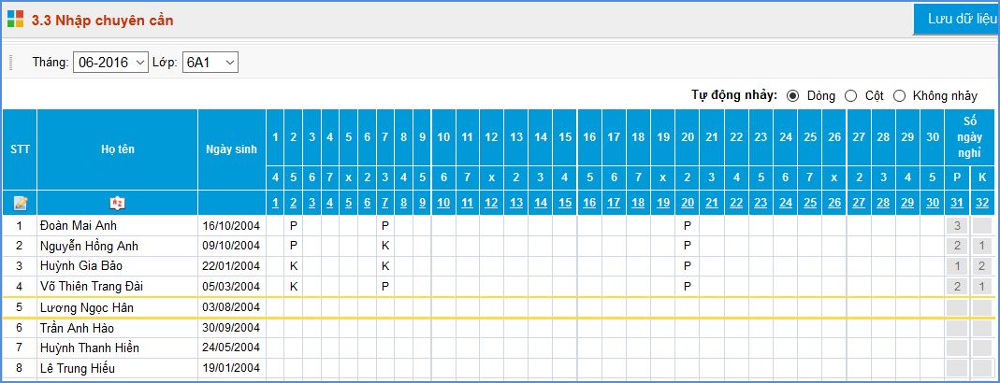 3.3 Nhập chuyên cần
Lưu dữ liệu
Tháng: 06-2016 Lớp: 6A1
Tự động nhảy: Dòng Cột Không nhảy
STT Họ tên Ngày sinh 1 2 3 4 5 6 7 8 9 10 11 12 13 14 15 16 17 18 19 20 21 22 23 24 25 26 27 28 29 30 Số ngày nghỉ
4 5 6 7 x 2 3 4 5 6 7 x 2 3 4 5 6 7 x 2 3 4 5 6 7 x 2 3 4 5 P K
1 2 3 4 5 6 7 8 9 10 11 12 13 14 15 16 17 18 19 20 21 22 23 24 25 26 27 28 29 30 31 32
1 Đoàn Mai Anh 16/10/2004 P P P 3
2 Nguyễn Hồng Anh 09/10/2004 P K P 2 1
3 Huỳnh Gia Bảo 22/01/2004 K K P 1 2
4 Võ Thiên Trang Đài 05/03/2004 K P P 2 1
5 Lương Ngọc Hân 03/08/2004
6 Trần Anh Hào 30/09/2004
7 Huỳnh Thanh Hiền 24/05/2004
8 Lê Trung Hiếu 19/01/2004